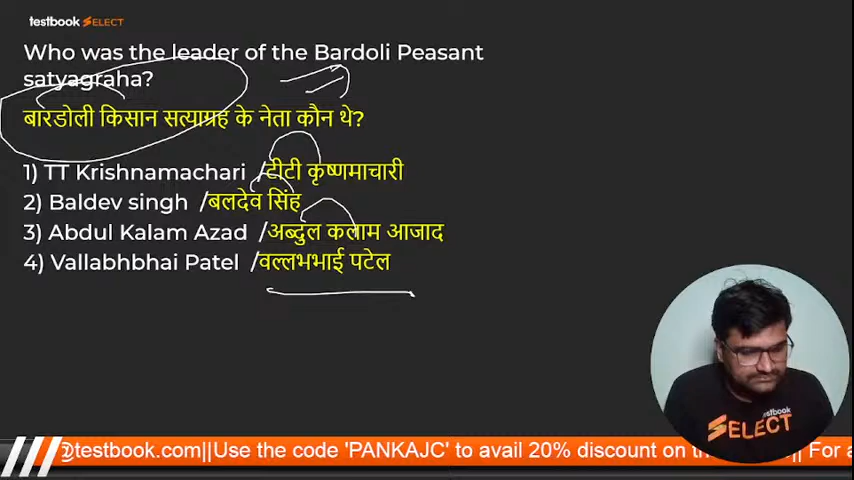 testbook SELECT
Who was the leader of the Bardoli Peasant
satyagraha?
बारडोली किसान सत्याग्रह के नेता कौन थे?
1) TT Krishnamachari /टीटी कृष्णमाचारी
2) Baldev singh /बलदेव सिंह
3) Abdul Kalam Azad /अब्दुल कलाम आजाद
4) Vallabhbhai Patel /वल्लभभाई पटेल
testbook
SELECT
@testbook.com||Use the code 'PANKAJC' to avail 20% discount on th || For a